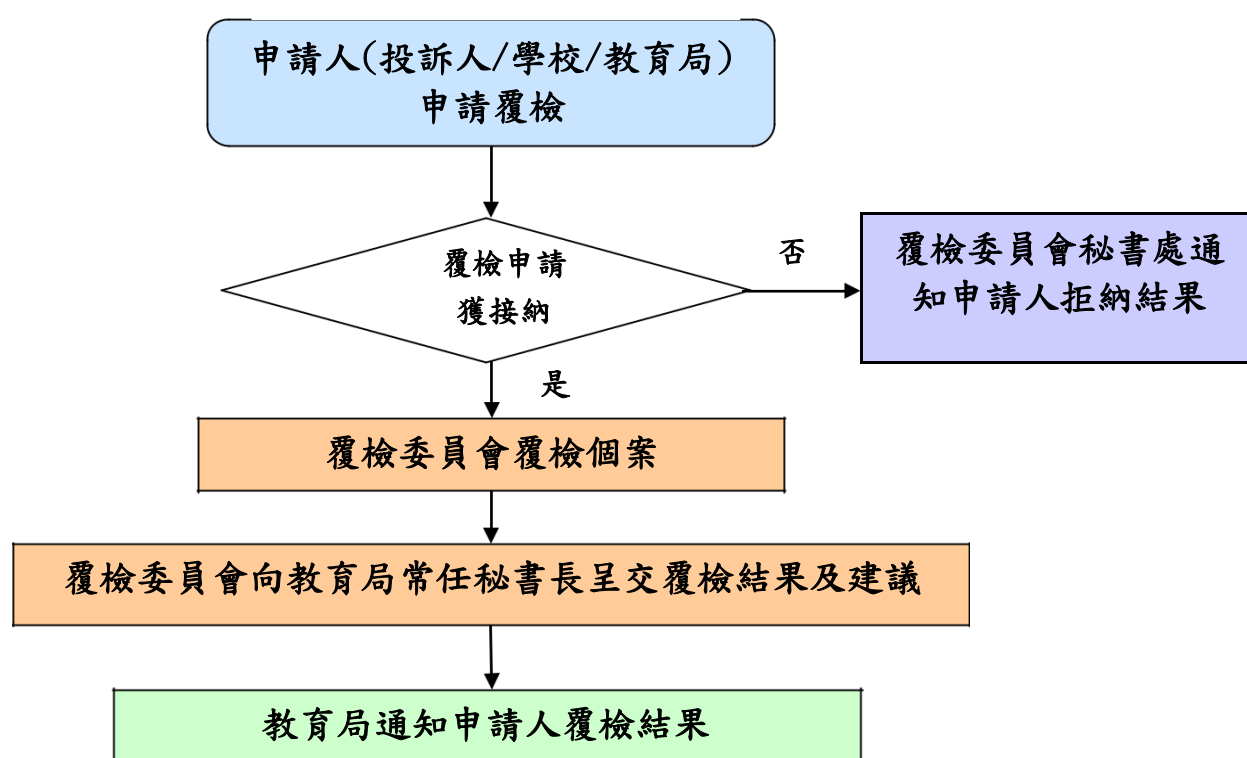 申請人(投訴人/學校/教育局)
申請覆檢
覆檢申請
獲接納
否
覆檢委員會秘書處通
知申請人拒納結果
是
覆檢委員會覆檢個案
覆檢委員會向教育局常任秘書長呈交覆檢結果及建議
教育局通知申請人覆檢結果